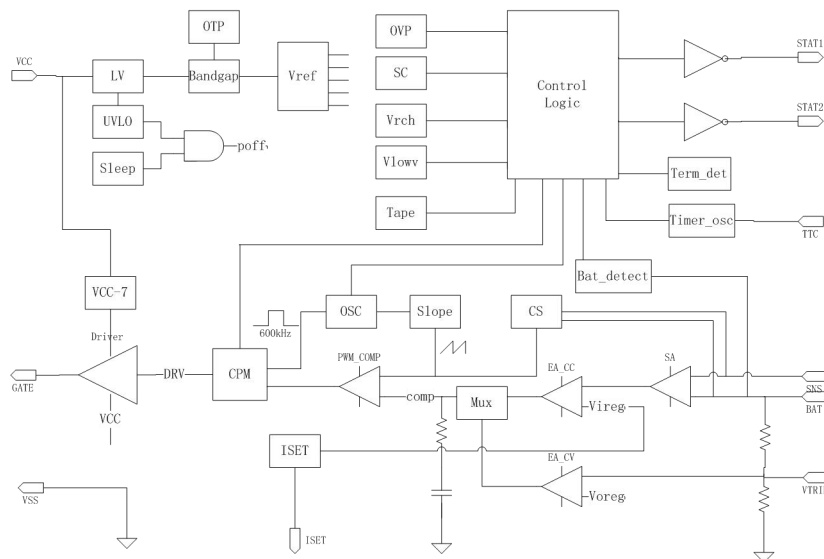 OTP
VCC
LV
Bandgap
Vref
UVLO
Sleep
poff
OVP
SC
Vrch
Vlowv
Tape
Control
Logic
STAT1
STAT2
Term_det
Timer_osc
TTC
Bat_detect
VCC-7
Driver
600kHz
OSC
Slope
CS
GATE
DRV
CPM
PWM_COMP
EA_CC
SA
SNS
BAT
VCC
comp
Mux
Vireg
ISET
EA_CV
Voreg
VSS
ISET